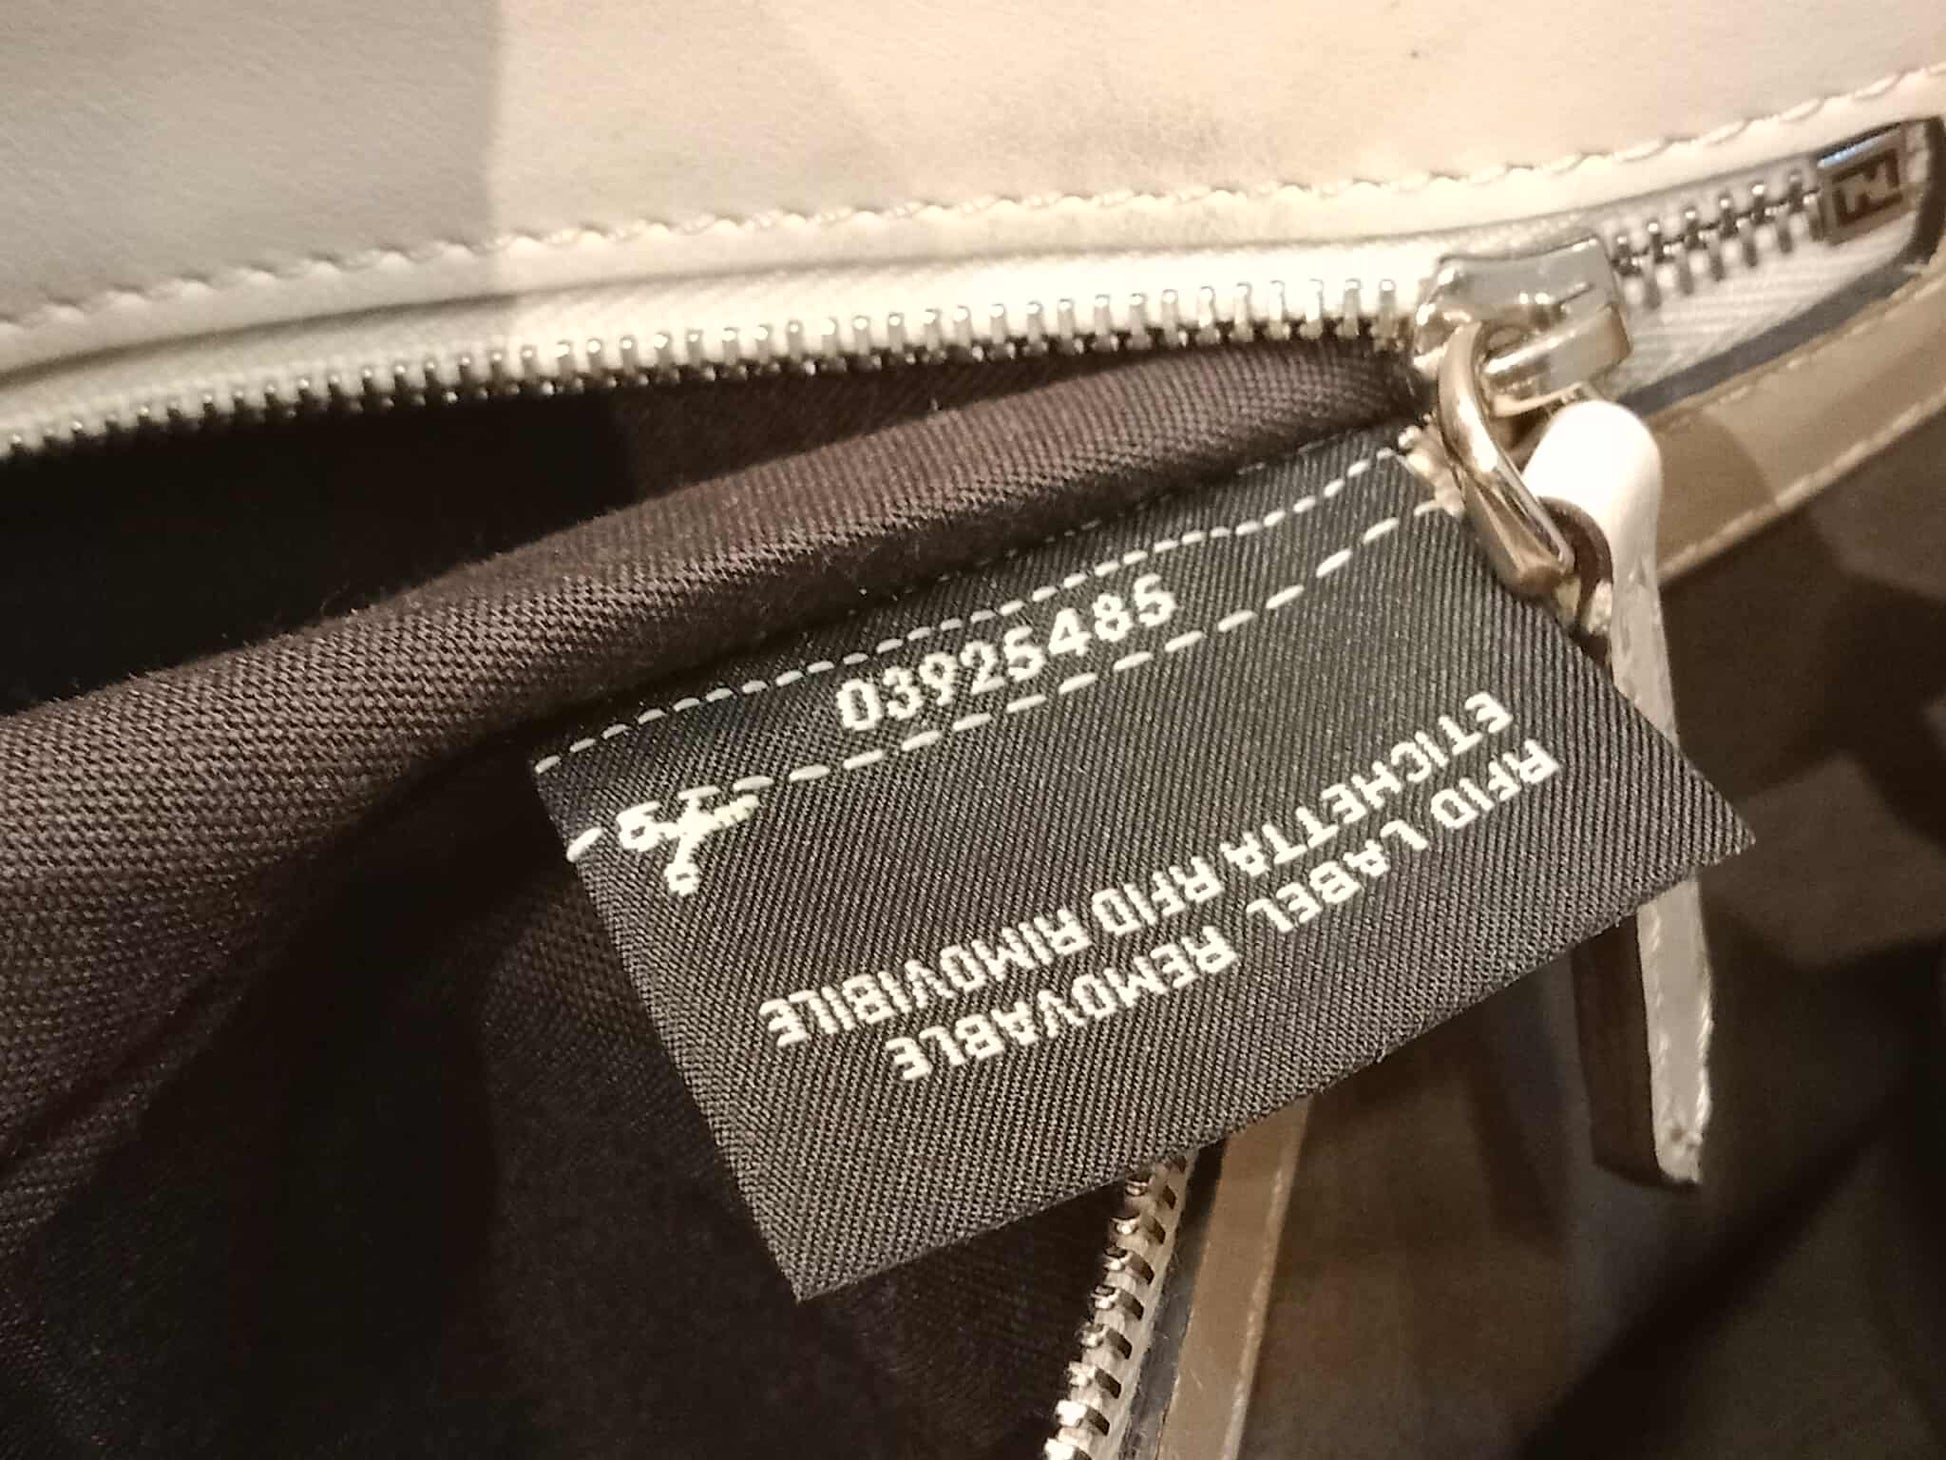 03925485
RFID LABEL REMOVABLE
ETICHETTA RFID RIMOVIBILE